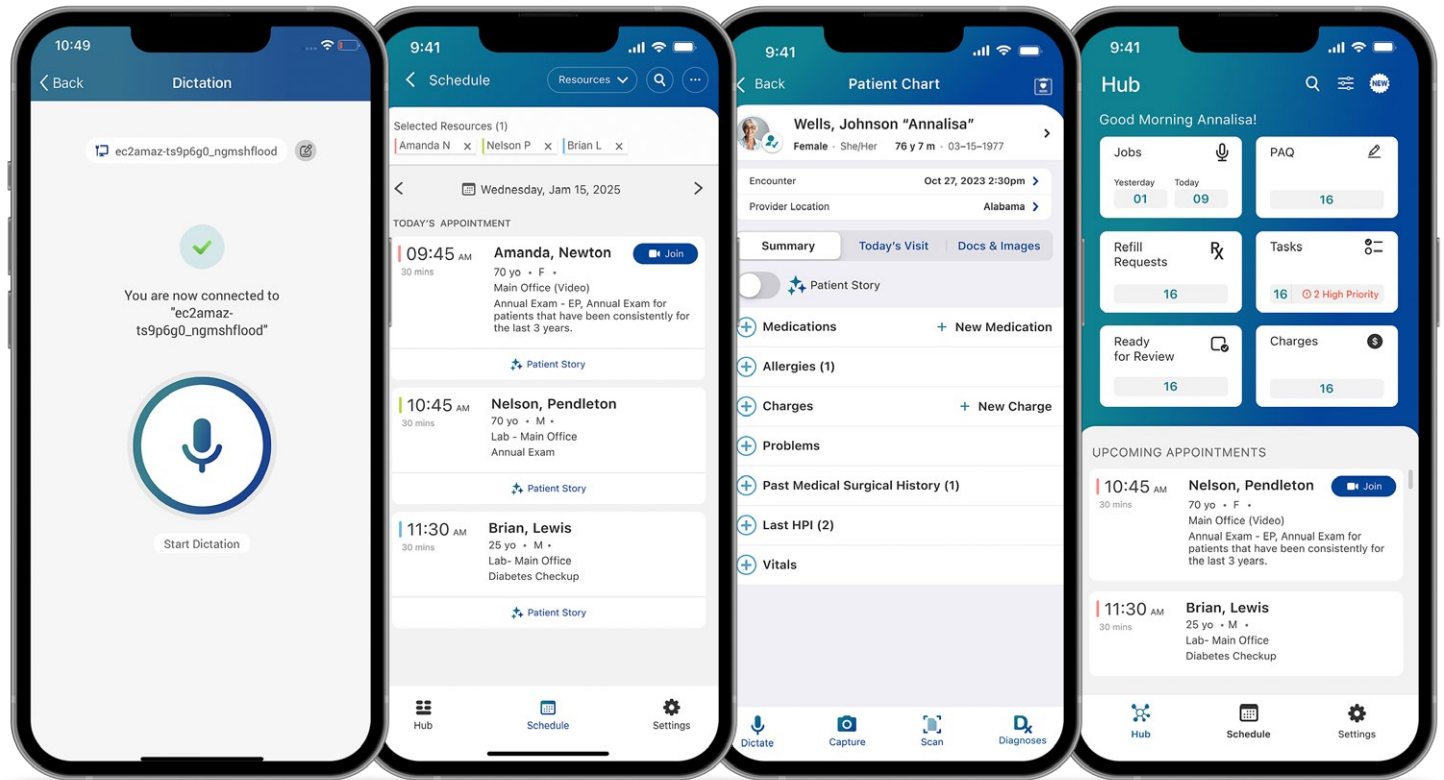 10:49
Back
Dictation
ec2amaz-ts9p6g0_ngmshflood
You are now connected to
"ec2amaz-
ts9p6g0_ngmshflood"
Start Dictation
9:41
Schedule
Resources
Selected Resources (1)
Amanda N x
Nelson P x
Brian L x
Wednesday, Jam 15, 2025
TODAY'S APPOINTMENT
09:45 AM
Amanda, Newton
Join
30 mins
70 yo • F •
Main Office (Video)
Annual Exam - EP, Annual Exam for
patients that have been consistently for
the last 3 years.
Patient Story
10:45 AM
Nelson, Pendleton
30 mins
70 yo • M •
Lab - Main Office
Annual Exam
Patient Story
11:30 AM
Brian, Lewis
30 mins
25 yo • M •
Lab- Main Office
Diabetes Checkup
Patient Story
Hub
Schedule
Settings
9:41
Back
Patient Chart
Wells, Johnson “Annalisa”
Female · She/Her 76 y 7 m · 03-15-1977
Encounter
Oct 27, 2023 2:30pm
Provider Location
Alabama
Summary
Today's Visit
Docs & Images
Patient Story
Medications
+ New Medication
Allergies (1)
Charges
+ New Charge
Problems
Past Medical Surgical History (1)
Last HPI (2)
Vitals
Dictate
Capture
Scan
Dx
Diagnoses
9:41
Hub
NEW
Good Morning Annalisa!
Jobs
Yesterday Today
01 09
PAQ
16
Refill
Requests
Rx
16
Tasks
16 2 High Priority
Ready
for Review
16
Charges
$
16
UPCOMING APPOINTMENTS
10:45 AM
Nelson, Pendleton
Join
30 mins
70 yo • F •
Main Office (Video)
Annual Exam - EP, Annual Exam for
patients that have been consistently for
the last 3 years.
11:30 AM
Brian, Lewis
30 mins
25 yo • M •
Lab- Main Office
Diabetes Checkup
Hub
Schedule
Settings